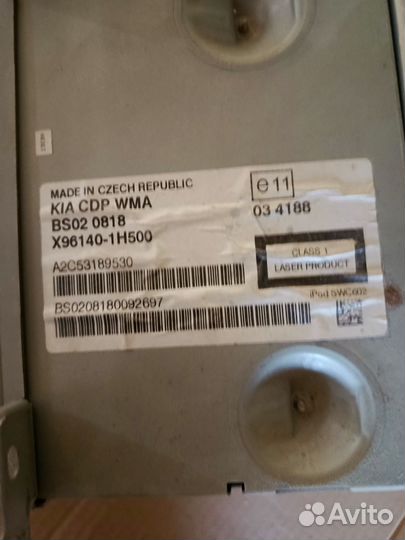 RESET
MADE IN CZECH REPUBLIC
KIA CDP WMA
BS02 0818
X96140-1H500
e11
03 4188
A2C53189530
CLASS 1
LASER PRODUCT
iPod SWC602
BS0208180092697
Avito